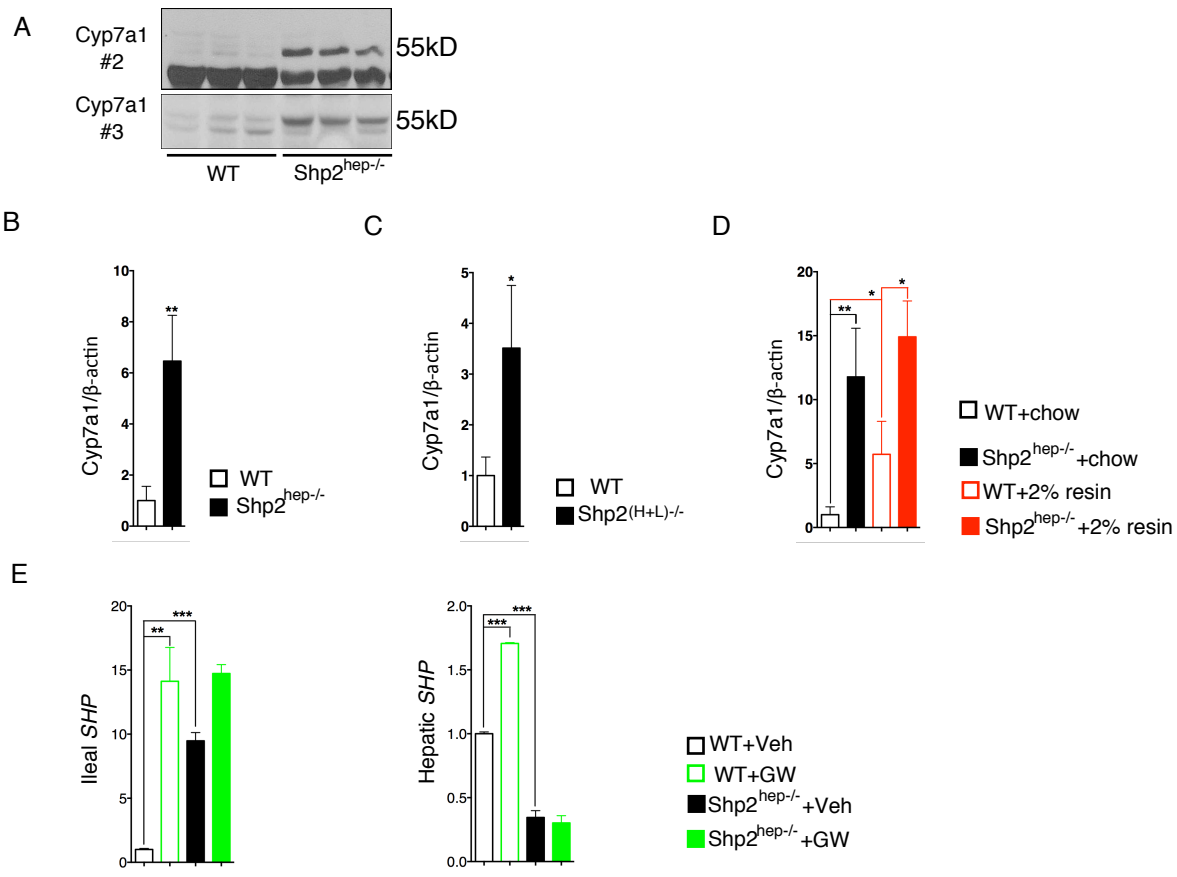 A
Cyp7a1
#2
55kD
Cyp7a1
#3
55kD
WT
Shp2hep-/-
B
C
D
Cyp7a1/β-actin
10
8
6
4
2
0
**
WT
Shp2hep-/-
Cyp7a1/β-actin
5
4
3
2
1
0
*
WT
Shp2(H+L)-/-
Cyp7a1/β-actin
20
15
10
5
0
**
*
*
WT+chow
Shp2hep-/-+chow
WT+2% resin
Shp2hep-/-+2% resin
E
Ileal SHP
20
15
10
5
0
**
***
Hepatic SHP
2.0
1.5
1.0
0.5
0.0
***
***
WT+Veh
WT+GW
Shp2hep-/-+Veh
Shp2hep-/-+GW